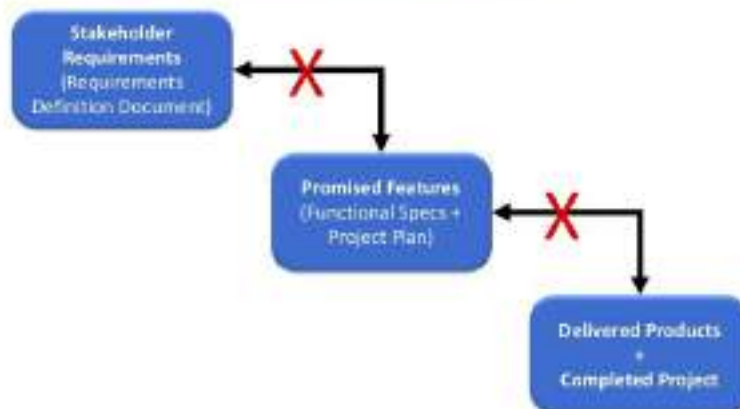 Stakeholder
Requirements
(Requirements
Definition Document)
X
Promised Features
(Functional Specs +
Project Plan)
X
Delivered Products
+
Completed Project